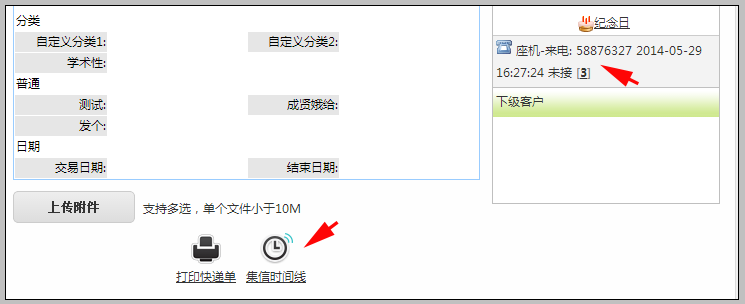 分类
自定义分类1: 自定义分类2:
学术性:
普通
测试: 成贤娥给:
发个:
日期
交易日期: 结束日期:
上传附件 支持多选，单个文件小于10M
打印快递单 集信时间线
纪念日
座机-来电: 58876327 2014-05-29
16:27:24 未接 [3]
下级客户